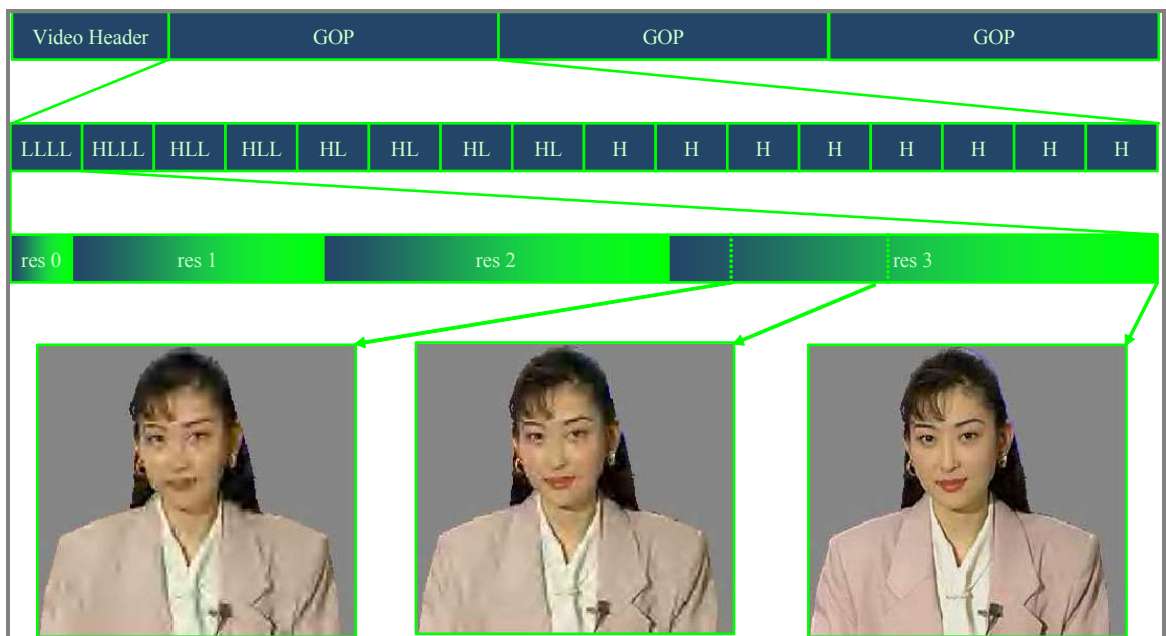 Video Header GOP GOP GOP
LLLL HLLL HLL HLL HL HL HL HL H H H H H H H H
res 0 res 1 res 2 res 3